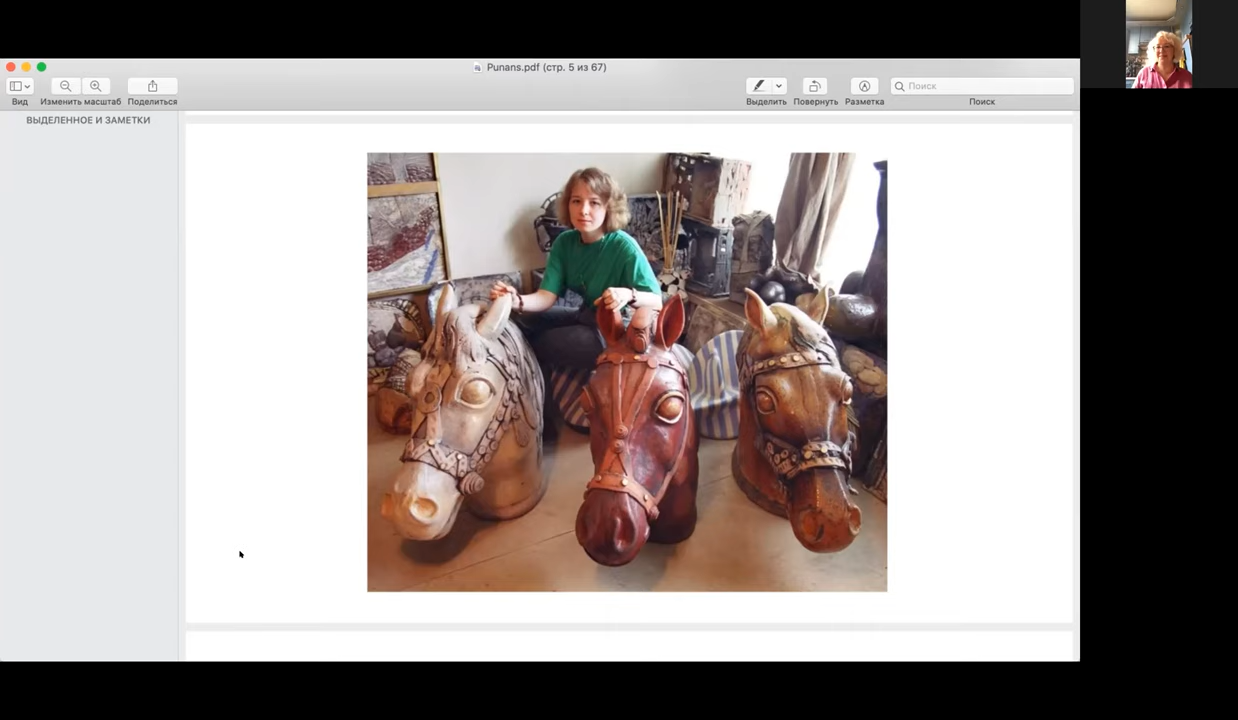 Punans.pdf (стр. 5 из 67)
Поиск
Вид Изменить масштаб Поделиться Выделить Повернуть Разметка Поиск
ВЫДЕЛЕННОЕ И ЗАМЕТКИ